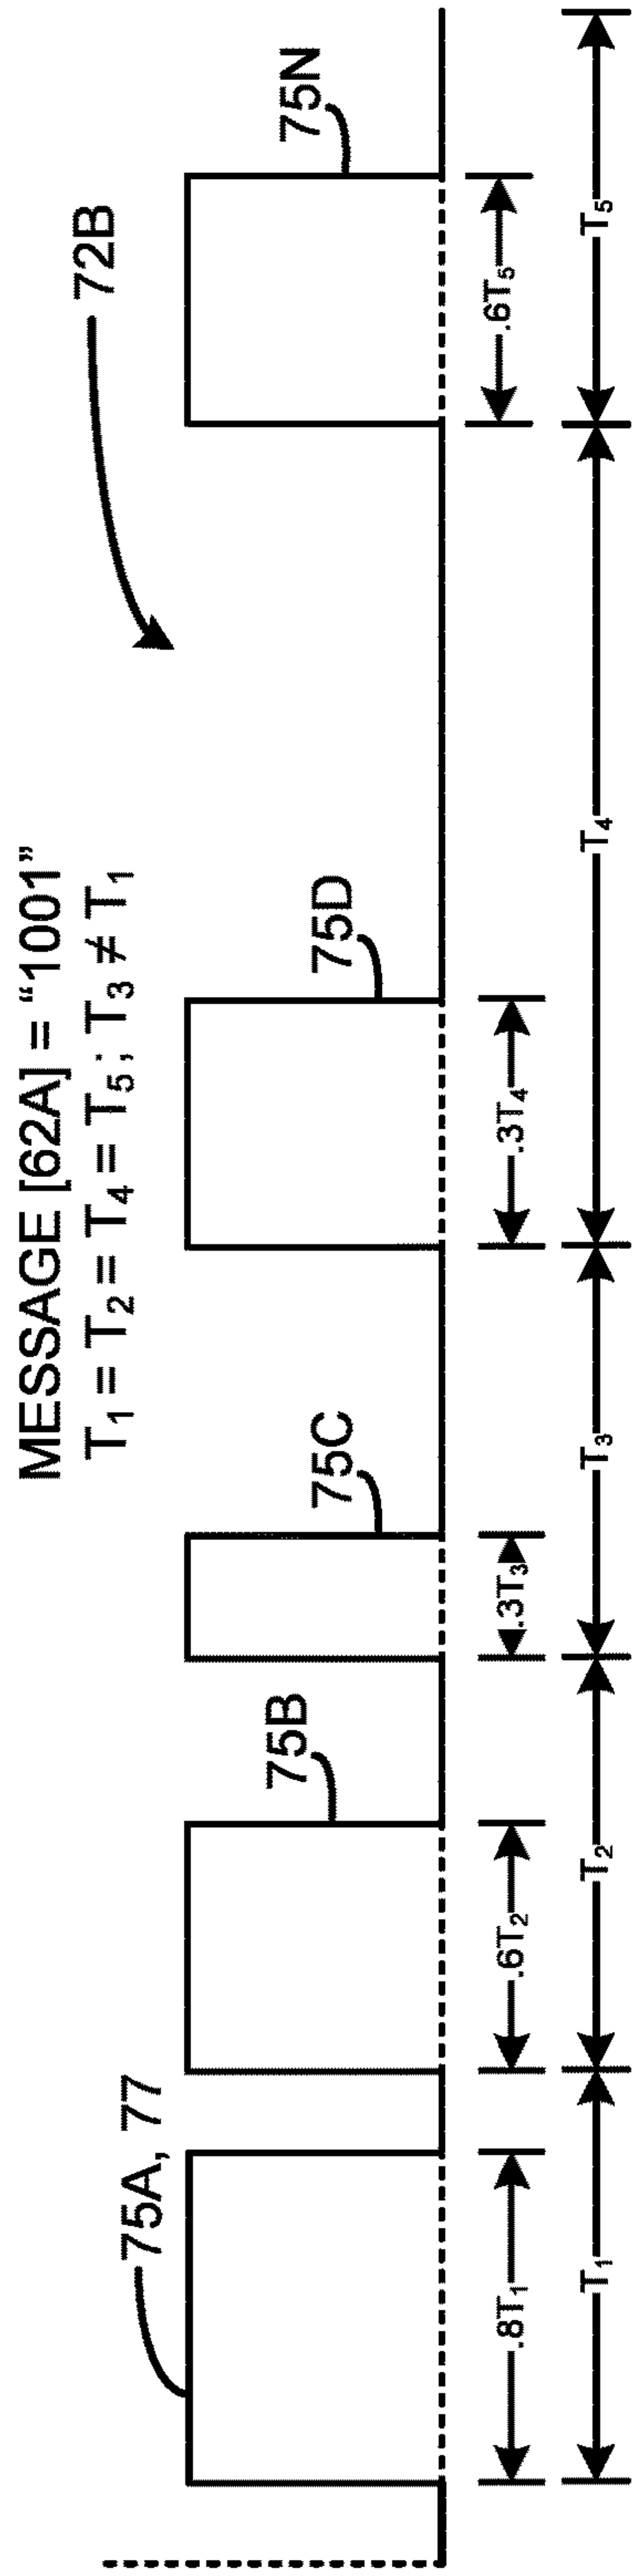 MESSAGE [62A] = “1001”
T₁ = T₂ = T₄ = T₅; T₃ ≠ T₁
72B
75A, 77
75B
75C
75D
75N
.8T₁
.6T₂
.3T₃
.3T₄
.6T₅
T₁
T₂
T₃
T₄
T₅